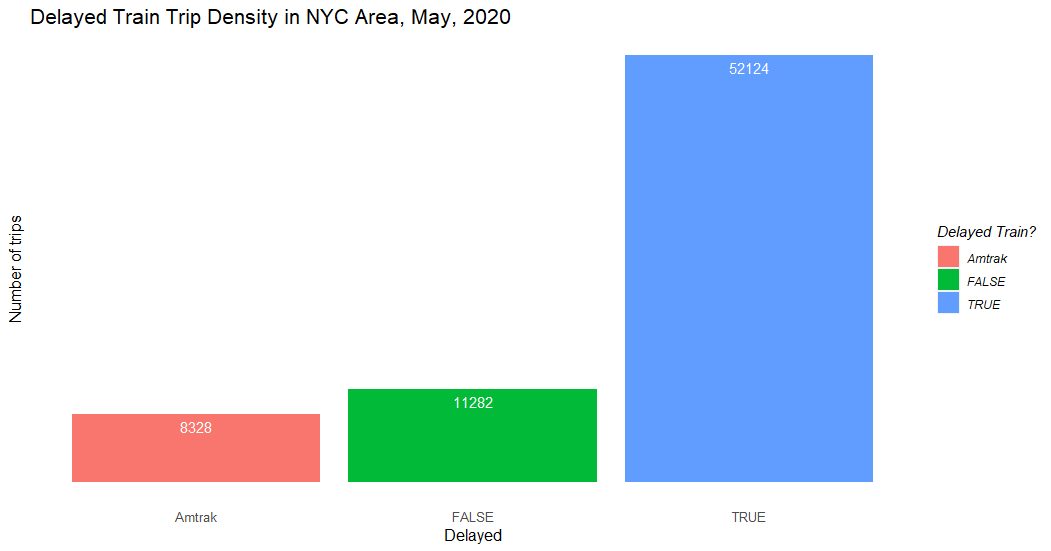 Delayed Train Trip Density in NYC Area, May, 2020
Number of trips
8328
11282
52124
Amtrak
FALSE
TRUE
Delayed
Delayed Train?
Amtrak
FALSE
TRUE